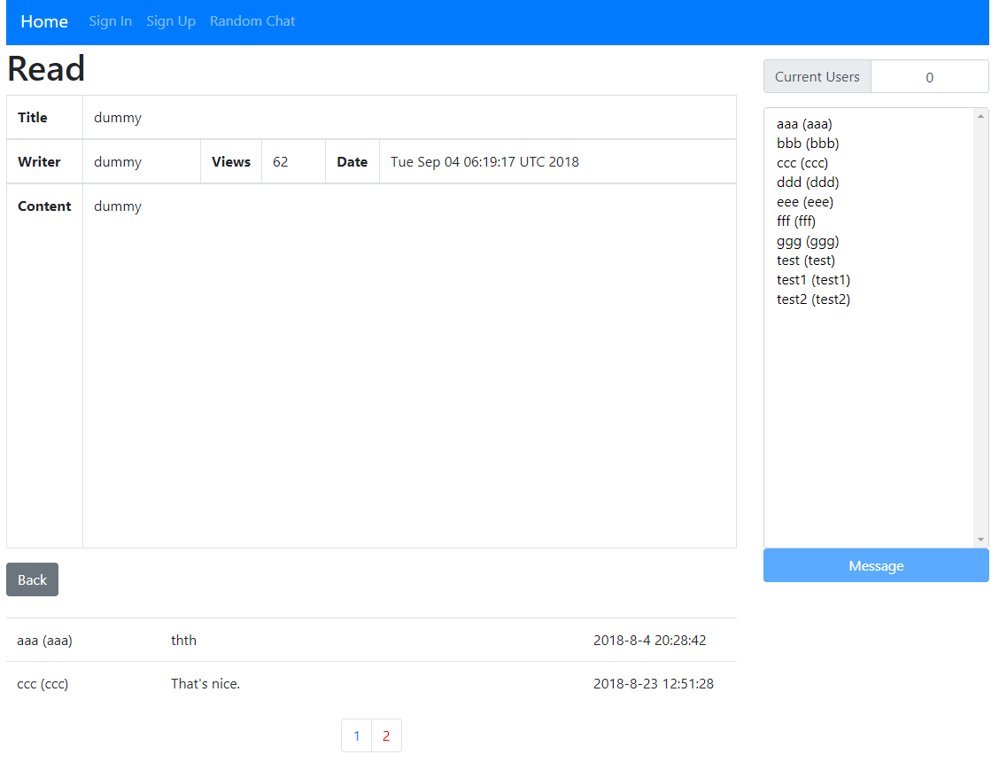 Home Sign In Sign Up Random Chat
Read
Title dummy
Writer dummy Views 62 Date Tue Sep 04 06:19:17 UTC 2018
Content dummy
Back
aaa (aaa) thth 2018-8-4 20:28:42
ccc (ccc) That's nice. 2018-8-23 12:51:28
1 2
Current Users 0
aaa (aaa)
bbb (bbb)
ccc (ccc)
ddd (ddd)
eee (eee)
fff (fff)
ggg (ggg)
test (test)
test1 (test1)
test2 (test2)
Message